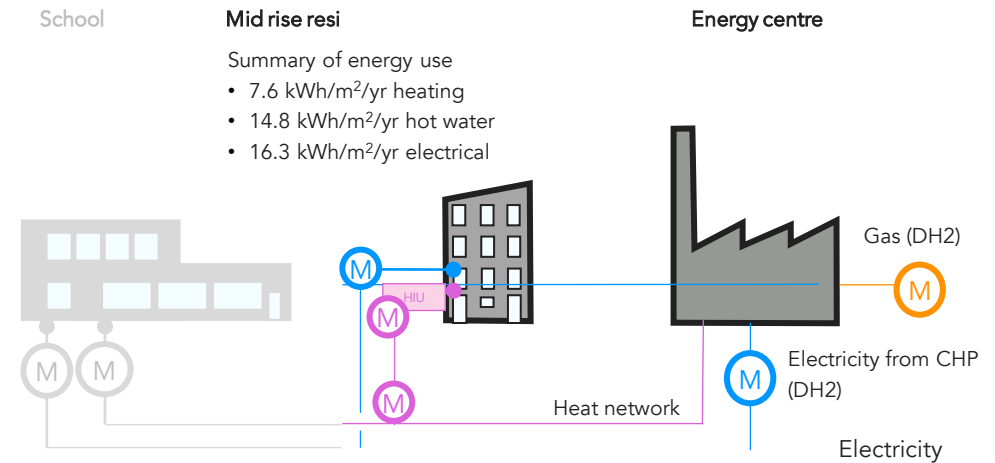 School
Mid rise resi
Energy centre
Summary of energy use
• 7.6 kWh/m²/yr heating
• 14.8 kWh/m²/yr hot water
• 16.3 kWh/m²/yr electrical
Gas (DH2)
M
HIU
M
M
M
M
M
Electricity from CHP
(DH2)
M
M
Heat network
Electricity